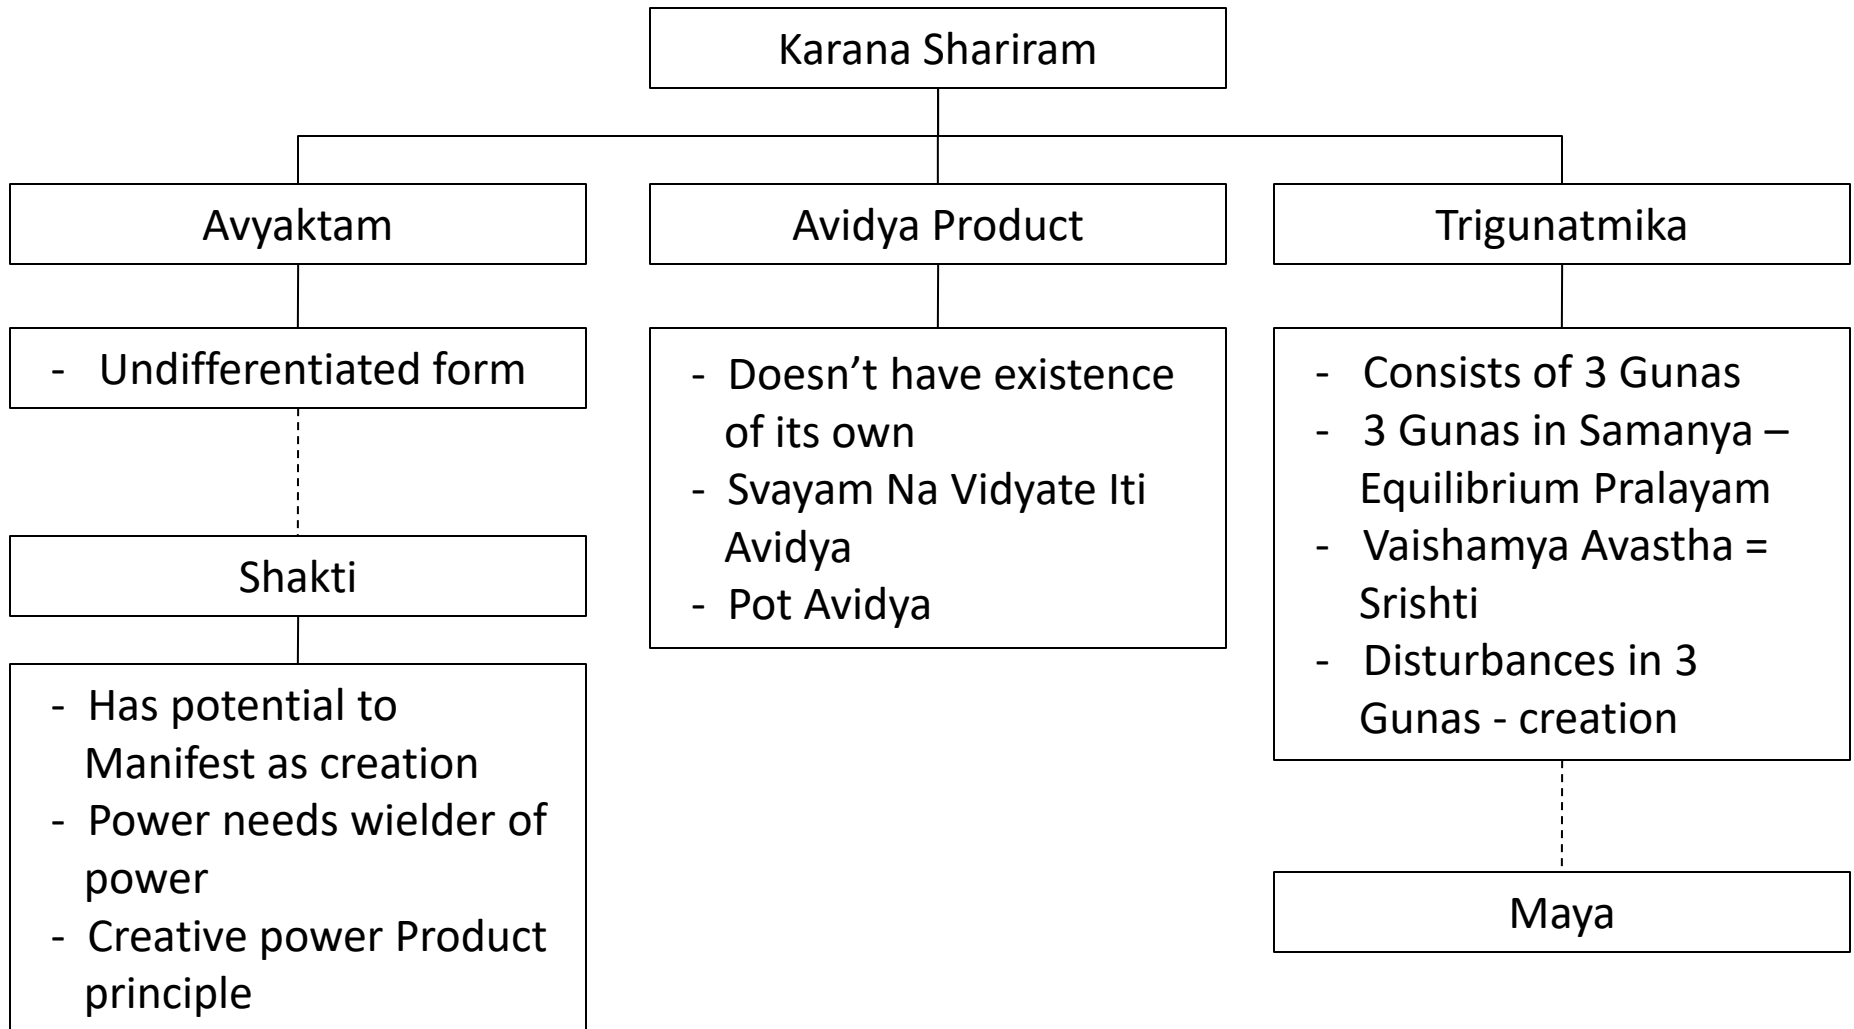 Karana Shariram
Avyaktam
Avidya Product
Trigunatmika
- Undifferentiated form
Shakti
- Has potential to
Manifest as creation
- Power needs wielder of
power
- Creative power Product
principle
- Doesn’t have existence
of its own
- Svayam Na Vidyate Iti
Avidya
- Pot Avidya
- Consists of 3 Gunas
- 3 Gunas in Samanya –
Equilibrium Pralayam
- Vaishamya Avastha =
Srishti
- Disturbances in 3
Gunas - creation
Maya